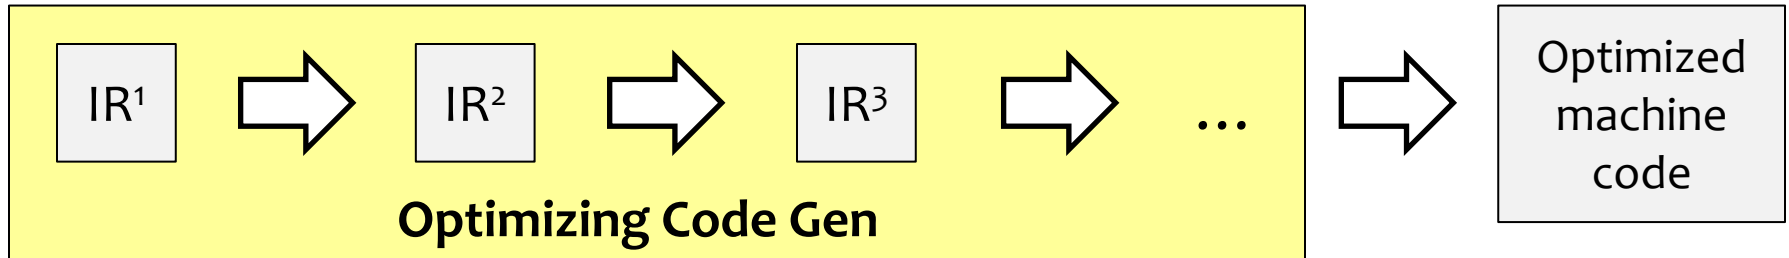 IR¹
IR²
IR³
...
Optimizing Code Gen
Optimized
machine
code